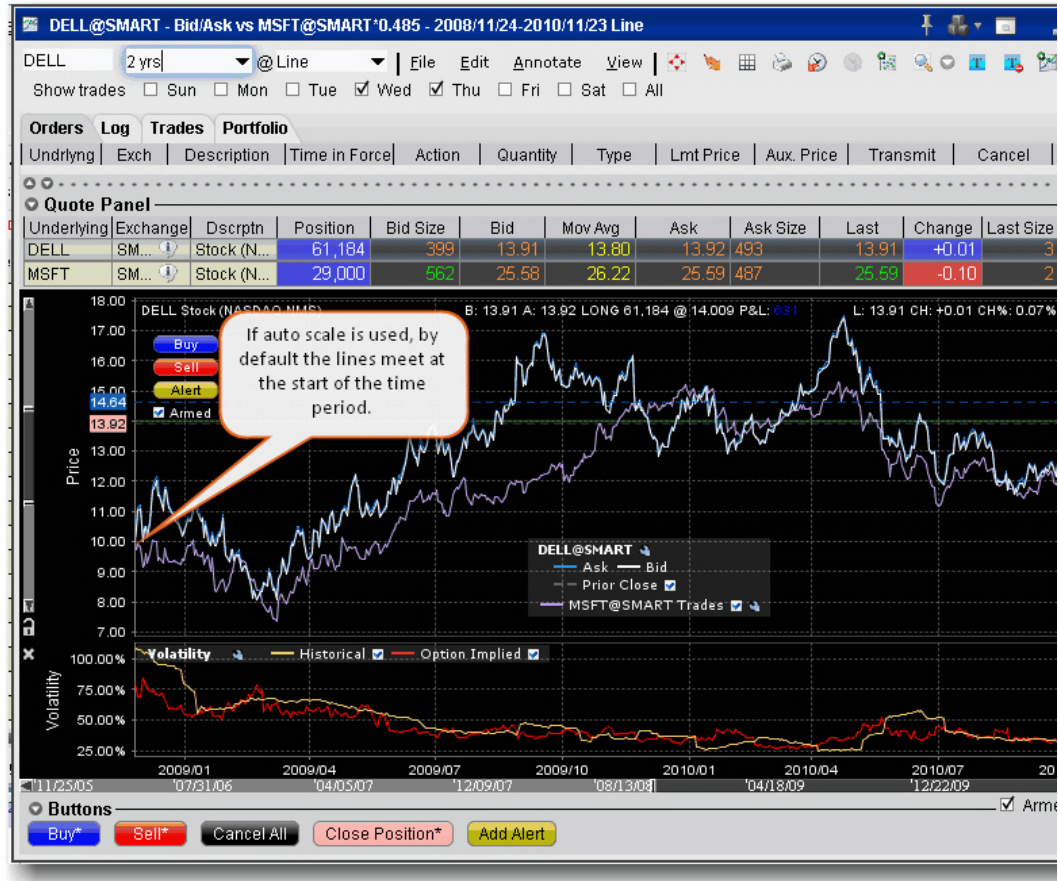 DELL@SMART - Bid/Ask vs MSFT@SMART*0.485 - 2008/11/24-2010/11/23 Line
DELL 2 yrs @ Line File Edit Annotate View
Show trades Sun Mon Tue Wed Thu Fri Sat All
Orders Log Trades Portfolio
Undrlyng Exch Description Time in Force Action Quantity Type Lmt Price Aux. Price Transmit Cancel
Quote Panel
Underlying Exchange Dscrptn Position Bid Size Bid Mov Avg Ask Ask Size Last Change Last Size
DELL SM... Stock (N... 61,184 399 13.91 13.80 13.92 493 13.91 +0.01 3
MSFT SM... Stock (N... 29,000 562 25.58 26.22 25.59 487 25.59 -0.10 2
DELL Stock (NASDAQ NMS) B: 13.91 A: 13.92 LONG 61,184 @ 14.009 P&L: 631 L: 13.91 CH: +0.01 CH%: 0.07%
Buy
Sell
Alert
Armed
If auto scale is used, by
default the lines meet at
the start of the time
period.
18.00
17.00
16.00
15.00
14.64
13.92
13.00
12.00
11.00
10.00
9.00
8.00
7.00
Price
DELL@SMART
Ask Bid
Prior Close
MSFT@SMART Trades
Volatility Historical Option Implied
100.00%
75.00%
50.00%
25.00%
Volatility
2009/01 2009/04 2009/07 2009/10 2010/01 2010/04 2010/07 20
'11/25/05 '07/31/06 '04/05/07 '12/09/07 '08/13/08 '04/18/09 '12/22/09
Buttons Arme
Buy* Sell* Cancel All Close Position* Add Alert